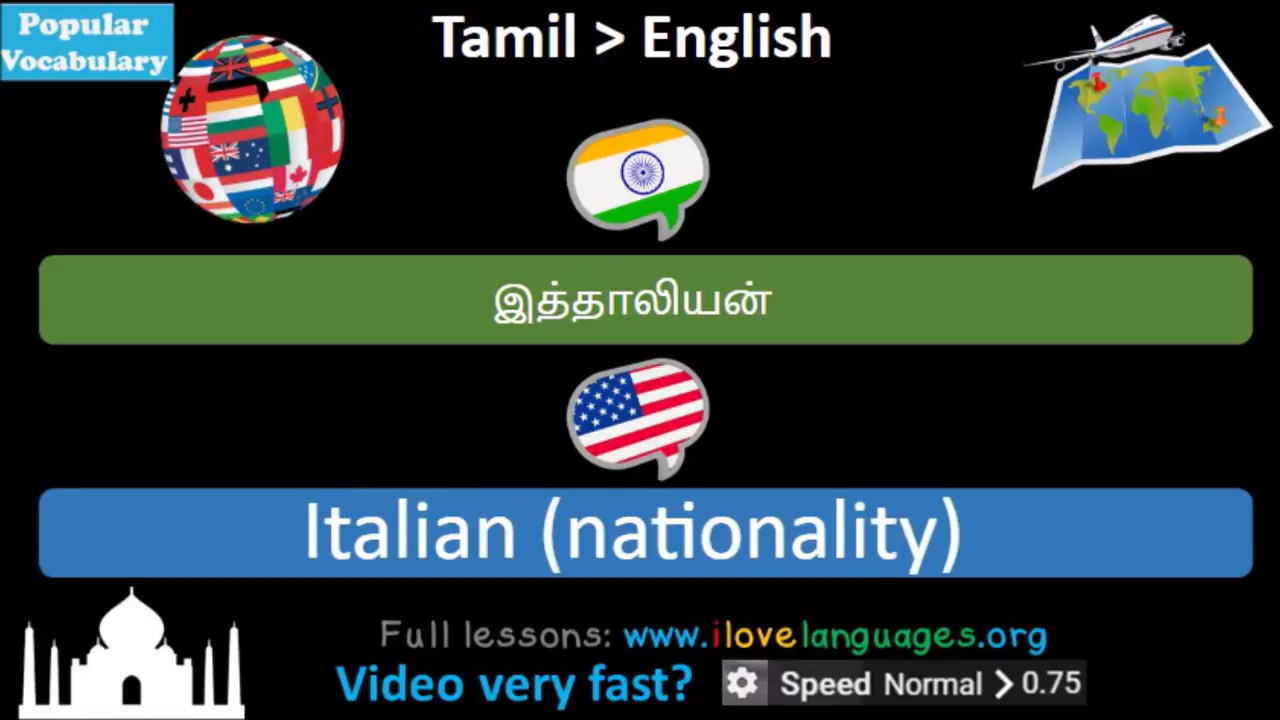 Popular
Vocabulary
Tamil > English
இத்தாலியன்
Italian (nationality)
Full lessons: www.ilovelanguages.org
Video very fast? Speed Normal > 0.75